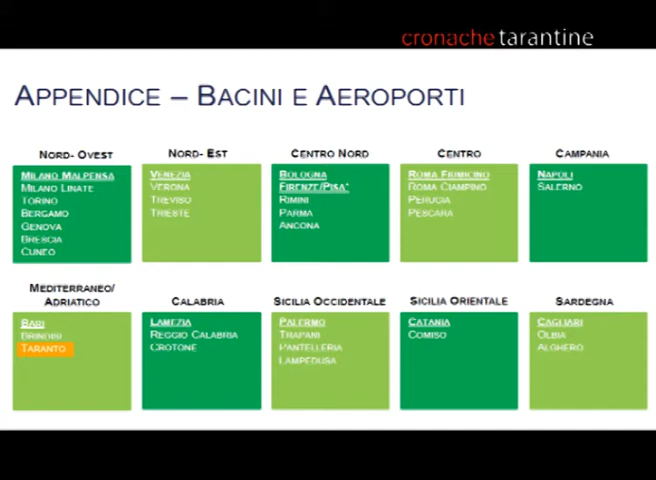 cronachetarantine
APPENDICE – BACINI E AEROPORTI
NORD- OVEST
MILANO MALPENSA
MILANO LINATE
TORINO
BERGAMO
GENOVA
BRESCIA
CUNEO
NORD- EST
VENEZIA
VERONA
TREVISO
TRIESTE
CENTRO NORD
BOLOGNA
FIRENZE/PISA*
RIMINI
PARMA
ANCONA
CENTRO
ROMA FIUMICINO
ROMA CIAMPINO
PERUGIA
PESCARA
CAMPANIA
NAPOLI
SALERNO
MEDITERRANEO/
ADRIATICO
BARI
BRINDISI
TARANTO
CALABRIA
LAMEZIA
REGGIO CALABRIA
CROTONE
SICILIA OCCIDENTALE
PALERMO
TRAPANI
PANTELLERIA
LAMPEDUSA
SICILIA ORIENTALE
CATANIA
COMISO
SARDEGNA
CAGLIARI
OLBIA
ALGHERO